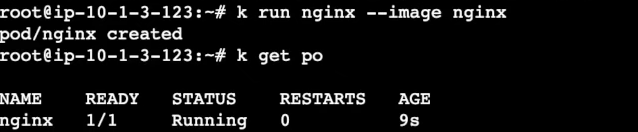 root@ip-10-1-3-123:~# k run nginx --image nginx
pod/nginx created
root@ip-10-1-3-123:~# k get po
NAME READY STATUS RESTARTS AGE
nginx 1/1 Running 0 9s